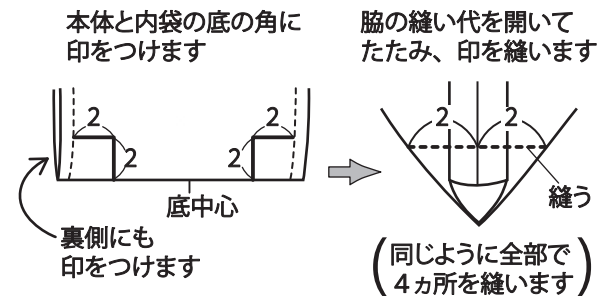 本体と内袋の底の角に
印をつけます
2
2
2
2
底中心
裏側にも
印をつけます
脇の縫い代を開いて
たたみ、印を縫います
2
2
縫う
(同じように全部で
4ヵ所を縫います)